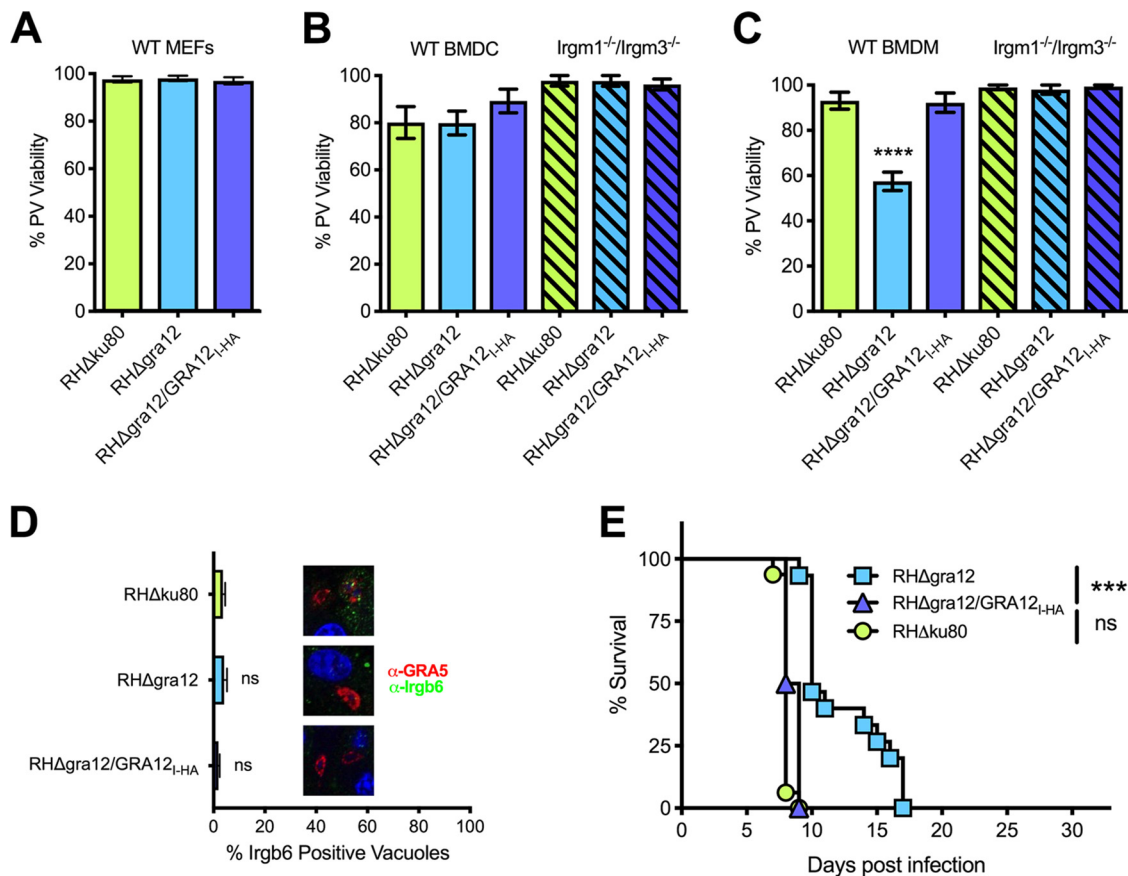 A
WT MEFs
% PV Viability
100
80
60
40
20
0
RHΔku80
RHΔgra12
RHΔgra12/GRA12I-HA
B
WT BMDC
Irgm1-/-/Irgm3-/-
% PV Viability
100
80
60
40
20
0
RHΔku80
RHΔgra12
RHΔgra12/GRA12I-HA
RHΔku80
RHΔgra12
RHΔgra12/GRA12I-HA
C
WT BMDM
Irgm1-/-/Irgm3-/-
% PV Viability
100
80
60
40
20
0
****
RHΔku80
RHΔgra12
RHΔgra12/GRA12I-HA
RHΔku80
RHΔgra12
RHΔgra12/GRA12I-HA
D
RHΔku80
RHΔgra12
ns
RHΔgra12/GRA12I-HA
ns
α-GRA5
α-Irgb6
0 20 40 60 80 100
% Irgb6 Positive Vacuoles
E
% Survival
100
75
50
25
0
RHΔgra12
RHΔgra12/GRA12I-HA
RHΔku80
***
ns
0 5 10 15 20 25 30
Days post infection